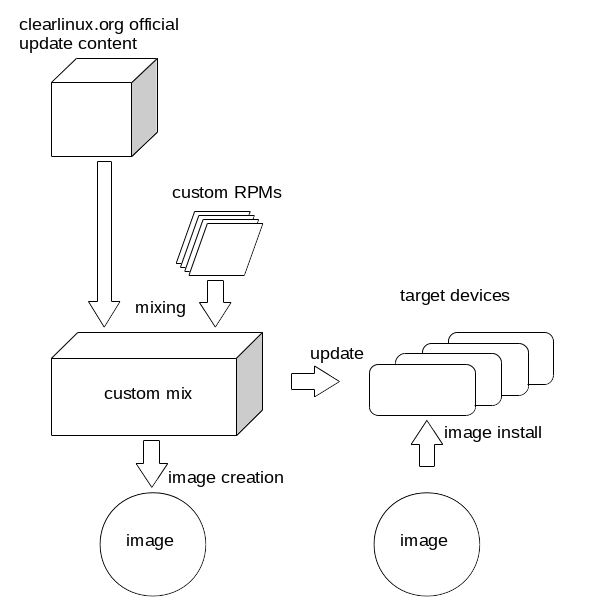 clearlinux.org official
update content
custom RPMs
mixing
target devices
update
custom mix
image install
image creation
image
image